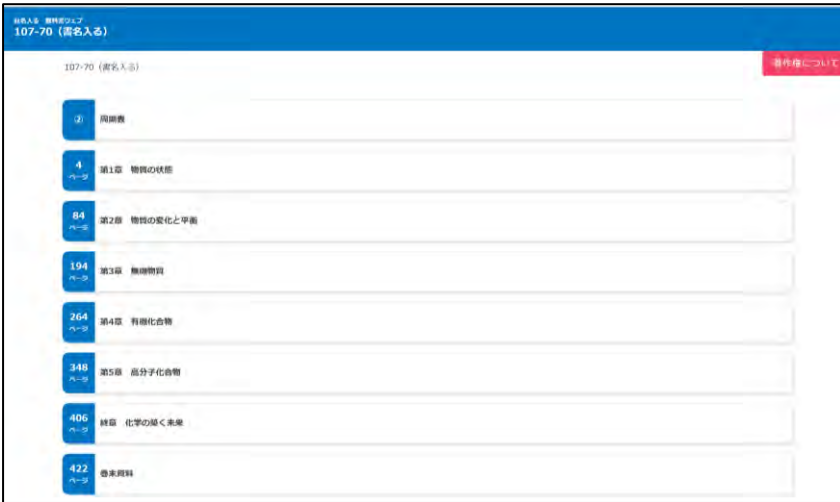 107-70（書名入る）
107-70（書名入る）
著作権について
② 周期表
4 ページ 第1章 物質の状態
84 ページ 第2章 物質の変化と平衡
194 ページ 第3章 無機物質
264 ページ 第4章 有機化合物
348 ページ 第5章 高分子化合物
406 ページ 終章 化学の築く未来
422 ページ 巻末資料